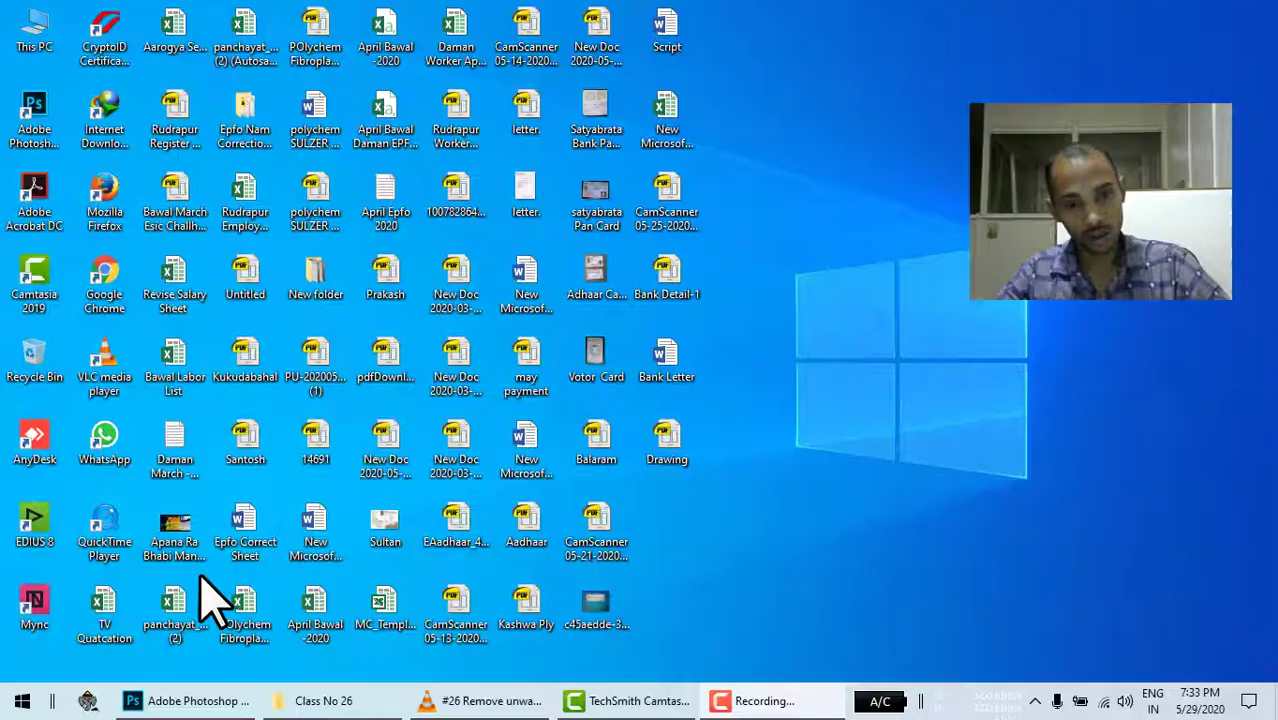 This PC
CryptoID
Certifica...
Aarogya Se...
panchayat_...
(2) (Autosa...
POlychem
Fibropla...
April Bawal
-2020
Daman
Worker Ap...
CamScanner
05-14-2020...
New Doc
2020-05-...
Script
Adobe
Photosh...
Internet
Downlo...
Rudrapur
Register ...
Epfo Nam
Correctio...
polychem
SULZER ...
April Bawal
Daman EPF...
Rudrapur
Worker...
letter.
Satyabrata
Bank Pa...
New
Microsof...
Adobe
Acrobat DC
Mozilla
Firefox
Bawal March
Esic Challh...
Rudrapur
Employ...
polychem
SULZER ...
April Epfo
2020
100782864...
letter.
satyabrata
Pan Card
CamScanner
05-25-2020...
Camtasia
2019
Google
Chrome
Revise Salary
Sheet
Untitled
New folder
Prakash
New Doc
2020-03-...
New
Microsof...
Adhaar Ca...
Bank Detail-1
Recycle Bin
VLC media
player
Bawal Labor
List
Kukudabahal
PU-202005...
(1)
pdfDownl...
New Doc
2020-03-...
may
payment
Votor Card
Bank Letter
AnyDesk
WhatsApp
Daman
March -...
Santosh
14691
New Doc
2020-05-...
New Doc
2020-03-...
New
Microsof...
Balaram
Drawing
EDIUS 8
QuickTime
Player
Apana Ra
Bhabi Man...
Epfo Correct
Sheet
New
Microsof...
Sultan
EAadhaar_4...
Aadhaar
CamScanner
05-21-2020...
Mync
TV
Quatcation
panchayat_...
(2)
POlychem
Fibropla...
April Bawal
-2020
MC_Templ...
CamScanner
05-13-2020...
Kashwa Ply
c45aedde-3...
Adobe Photoshop ...
Class No 26
#26 Remove unwa...
TechSmith Camtas...
Recording...
A/C
ENG
IN
7:33 PM
5/29/2020